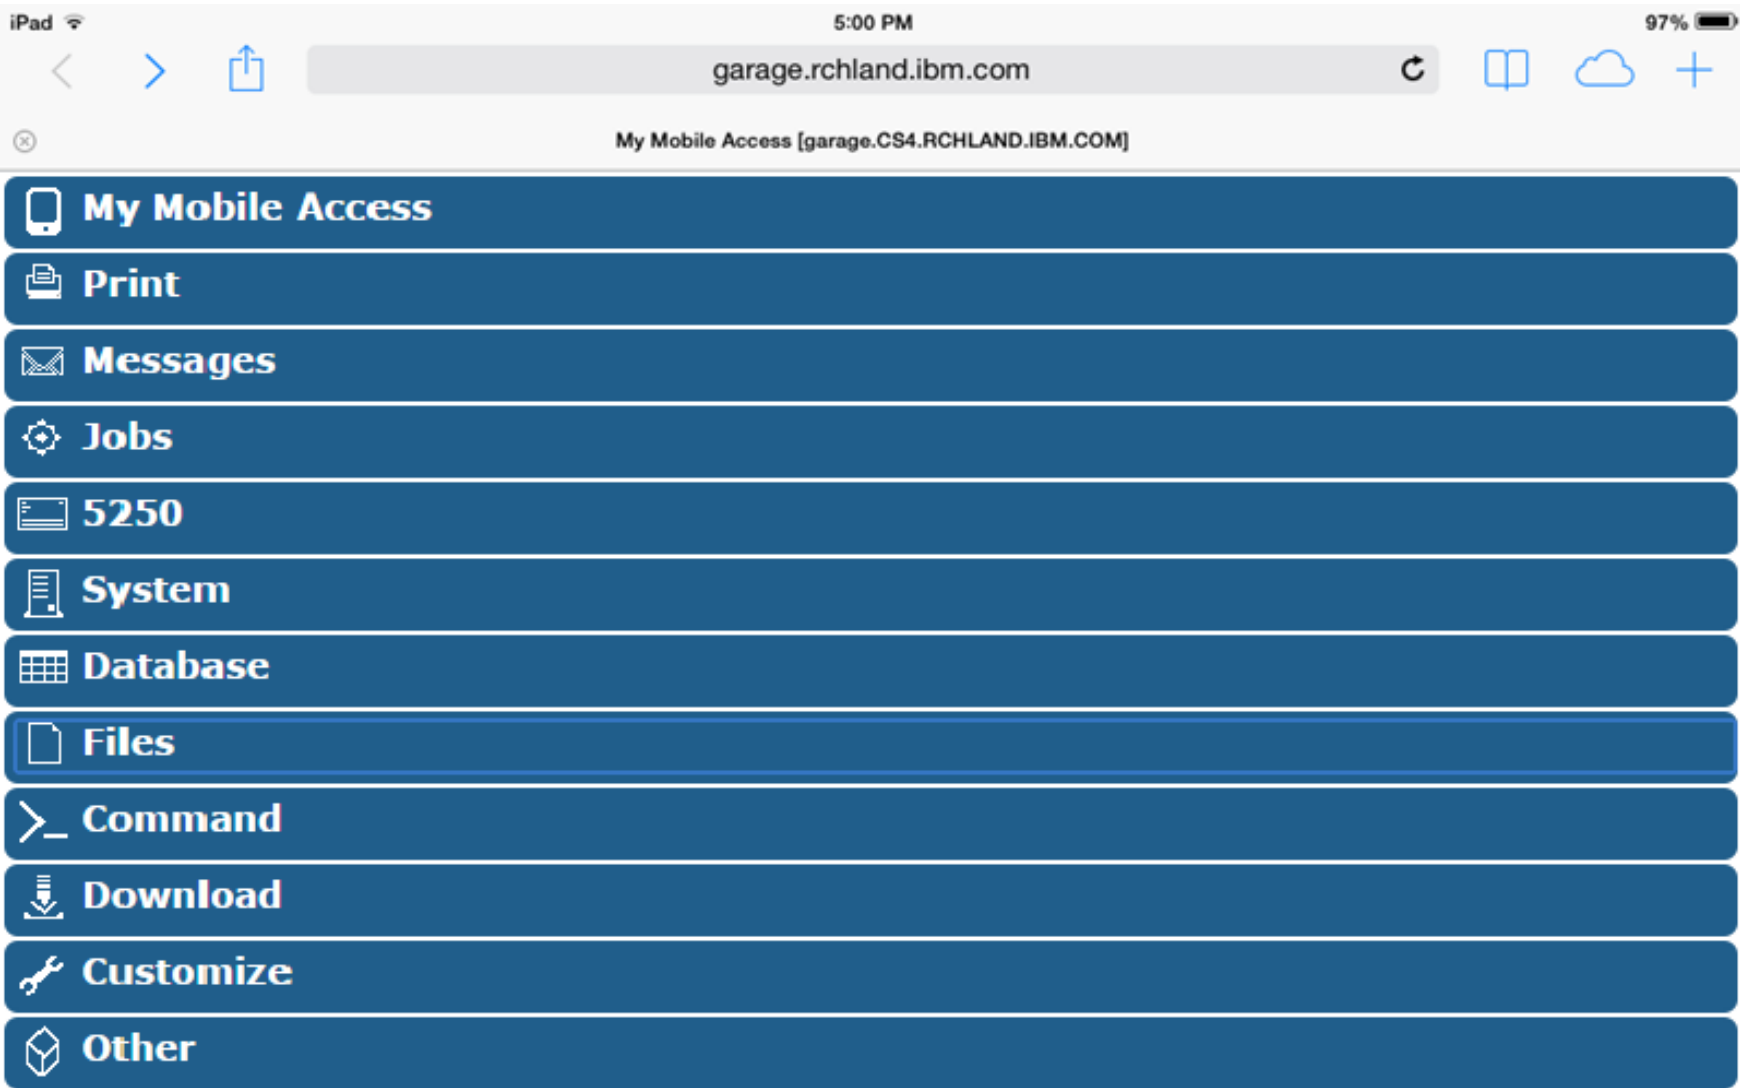 iPad 5:00 PM 97%
garage.rchland.ibm.com
My Mobile Access [garage.CS4.RCHLAND.IBM.COM]
My Mobile Access
Print
Messages
Jobs
5250
System
Database
Files
Command
Download
Customize
Other